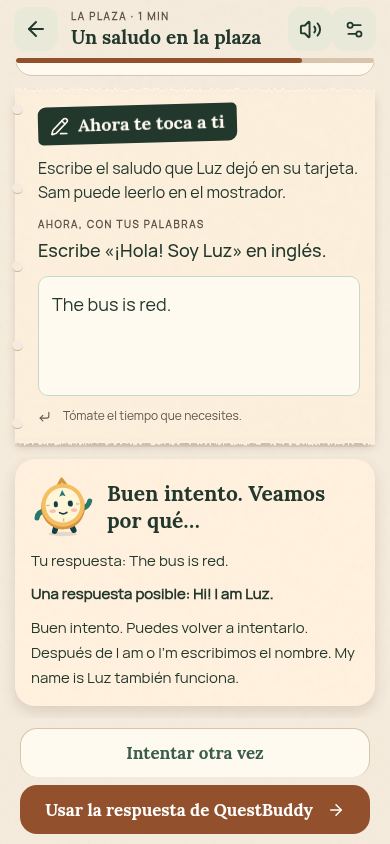 LA PLAZA · 1 MIN
Un saludo en la plaza
Ahora te toca a ti
Escribe el saludo que Luz dejó en su tarjeta.
Sam puede leerlo en el mostrador.
AHORA, CON TUS PALABRAS
Escribe «¡Hola! Soy Luz» en inglés.
The bus is red.
Tómate el tiempo que necesites.
Buen intento. Veamos
por qué...
Tu respuesta: The bus is red.
Una respuesta posible: Hi! I am Luz.
Buen intento. Puedes volver a intentarlo.
Después de I am o I'm escribimos el nombre. My
name is Luz también funciona.
Intentar otra vez
Usar la respuesta de QuestBuddy